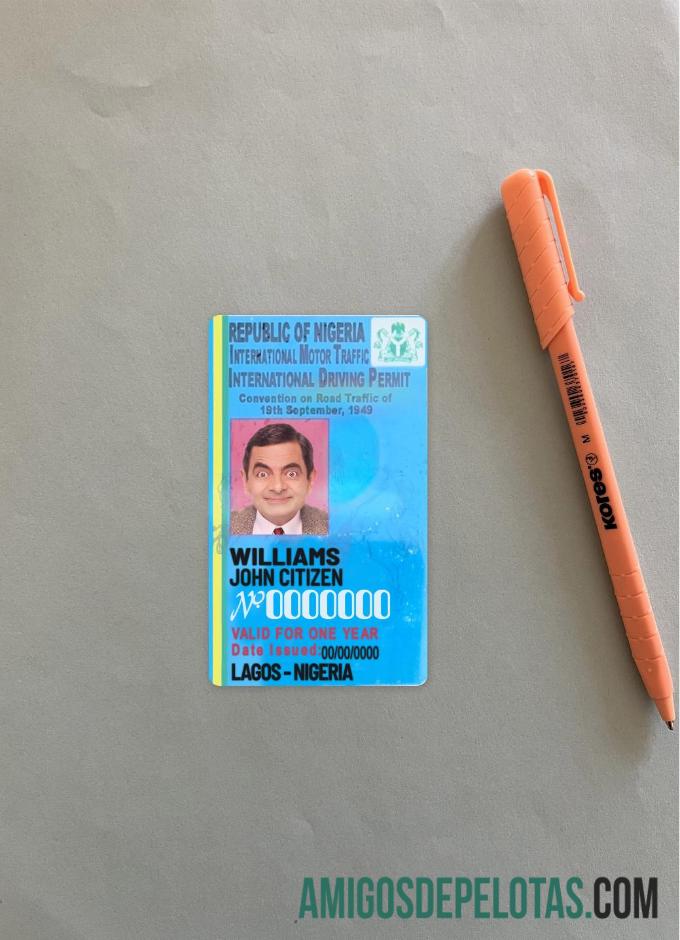 REPUBLIC OF NIGERIA
INTERNATIONAL MOTOR TRAFFIC
INTERNATIONAL DRIVING PERMIT
Convention on Road Traffic of
19th September, 1949
WILLIAMS
JOHN CITIZEN
№0000000
VALID FOR ONE YEAR
Date Issued:00/00/0000
LAGOS - NIGERIA
kores
M
AMIGOSDEPELOTAS.COM